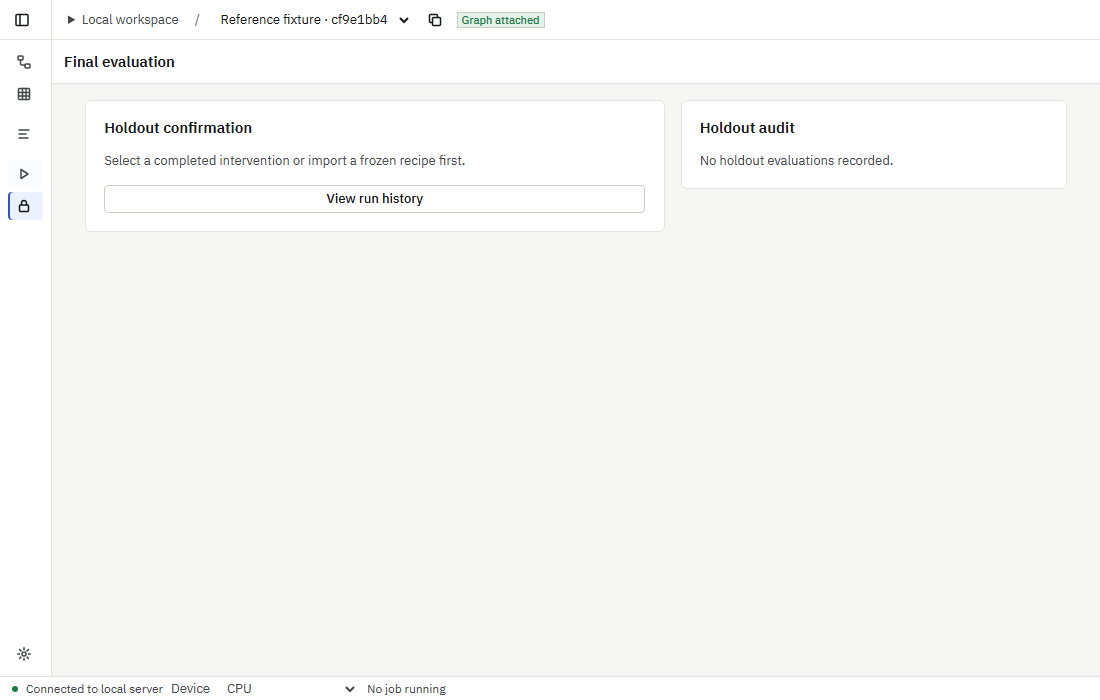 Local workspace / Reference fixture · cf9e1bb4 Graph attached
Final evaluation
Holdout confirmation
Select a completed intervention or import a frozen recipe first.
View run history
Holdout audit
No holdout evaluations recorded.
Connected to local server Device CPU No job running